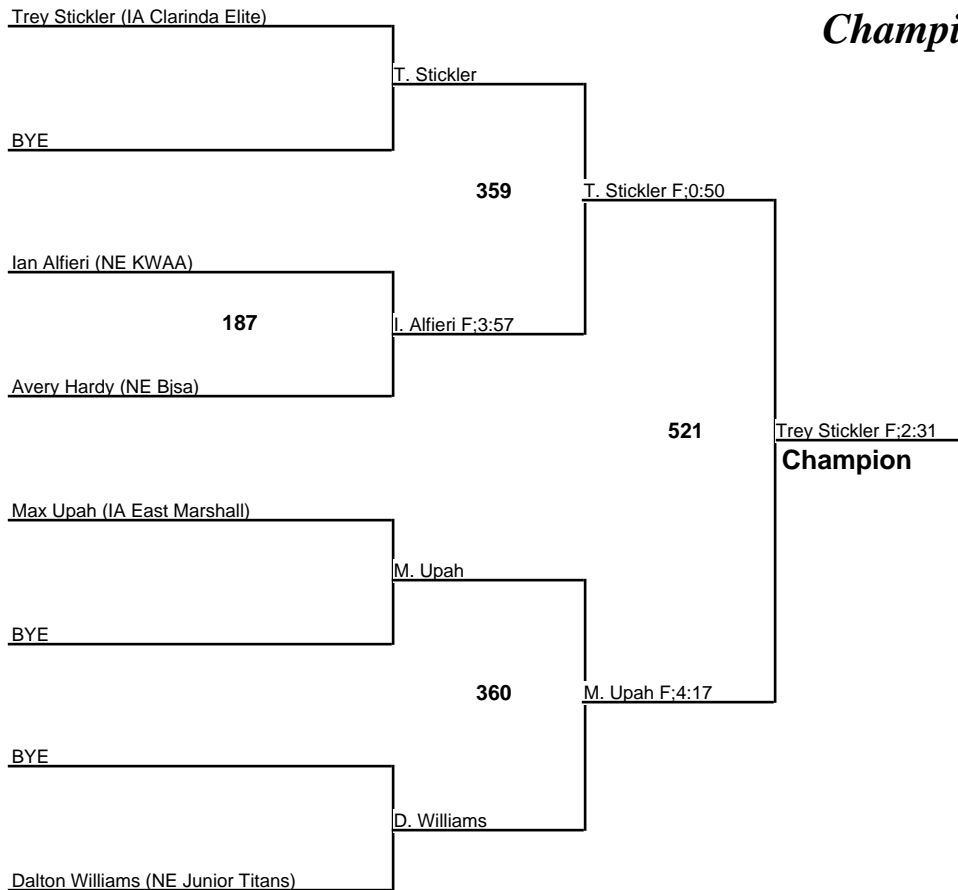 Trey Stickler (IA Clarinda Elite)
Champi
T. Stickler
BYE
359
T. Stickler F;0:50
Ian Alfieri (NE KWAA)
187
I. Alfieri F;3:57
Avery Hardy (NE Bjsa)
521
Trey Stickler F;2:31
Champion
Max Upah (IA East Marshall)
M. Upah
BYE
360
M. Upah F;4:17
BYE
D. Williams
Dalton Williams (NE Junior Titans)